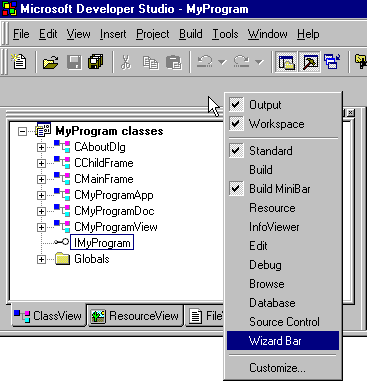 Microsoft Developer Studio - MyProgram
File Edit View Insert Project Build Tools Window Help
MyProgram classes
CAboutDlg
CChildFrame
CMainFrame
CMyProgramApp
CMyProgramDoc
CMyProgramView
IMyProgram
Globals
ClassView ResourceView File
Output
Workspace
Standard
Build
Build MiniBar
Resource
InfoViewer
Edit
Debug
Browse
Database
Source Control
Wizard Bar
Customize...